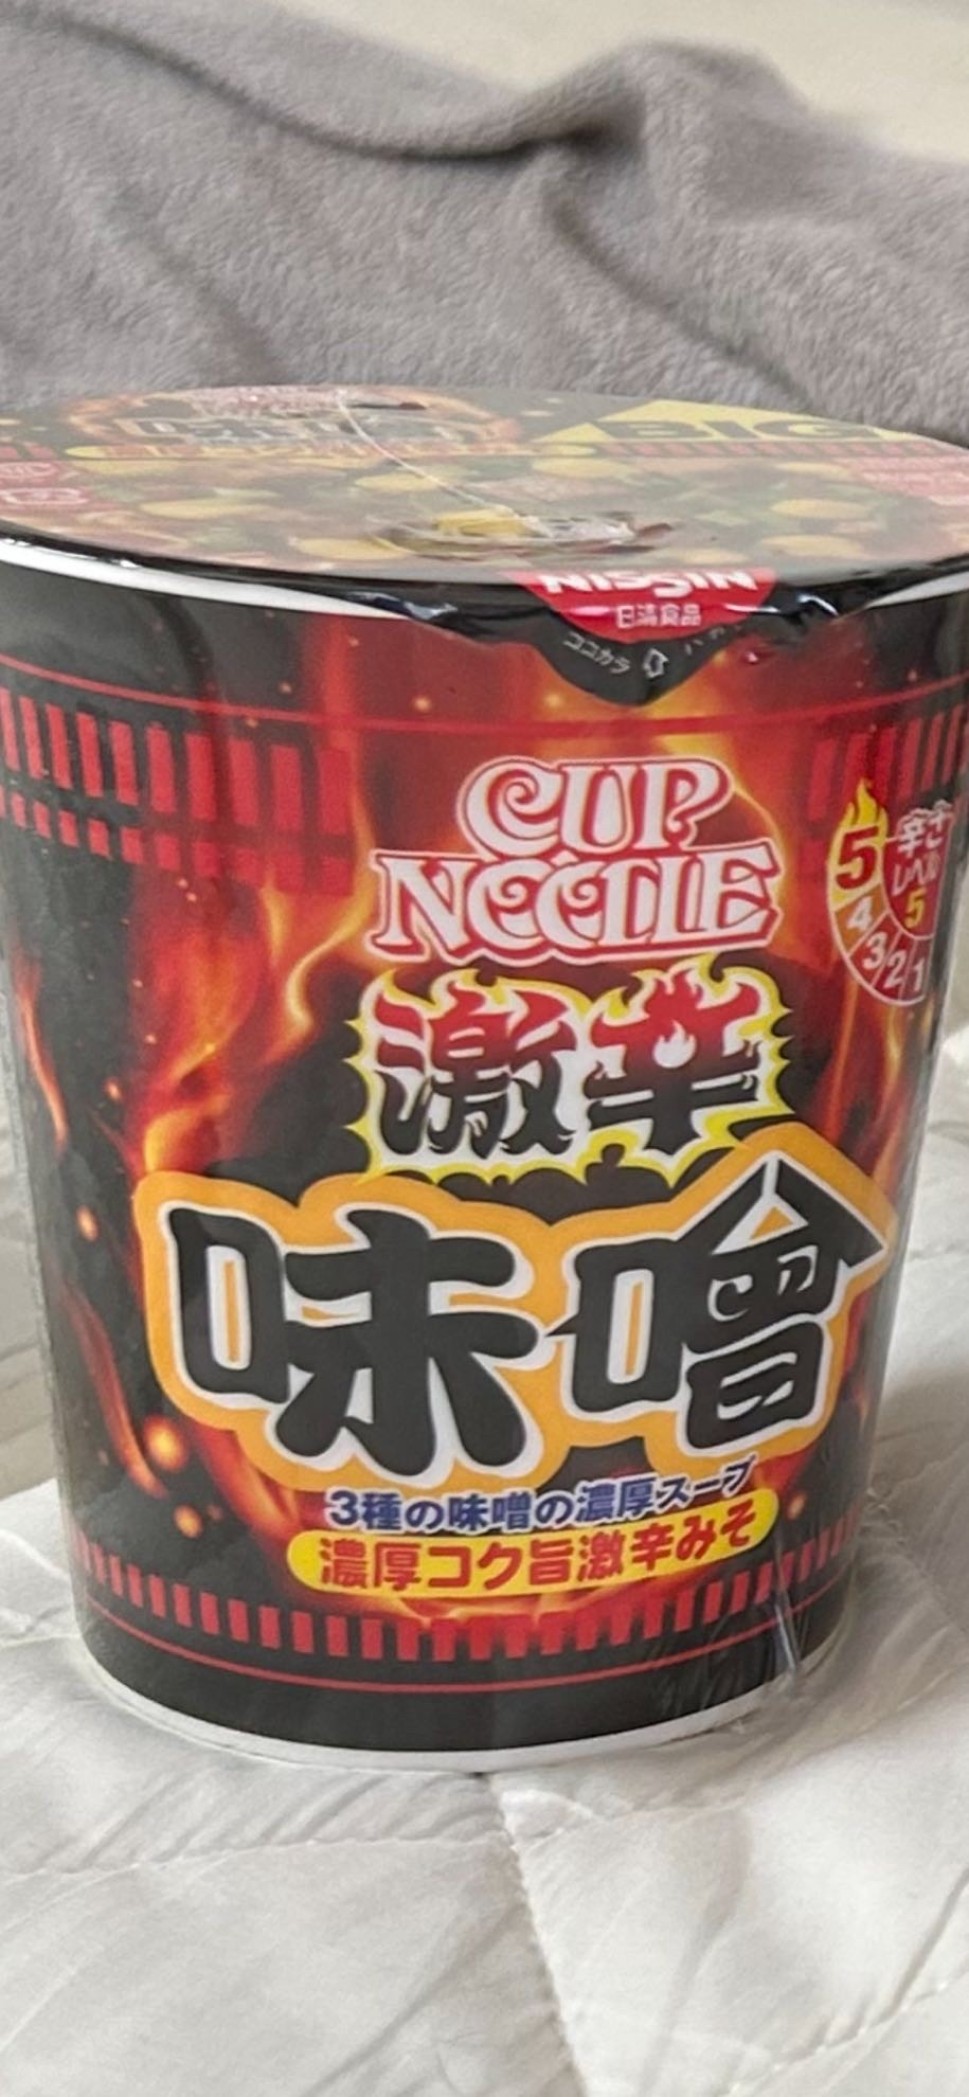 BIG
NISSIN
日清食品
ココカラ
CUP
NOODLE
辛さ
レベル
5
5
4
3
2
1
激辛
味噌
3種の味噌の濃厚スープ
濃厚コク旨激辛みそ